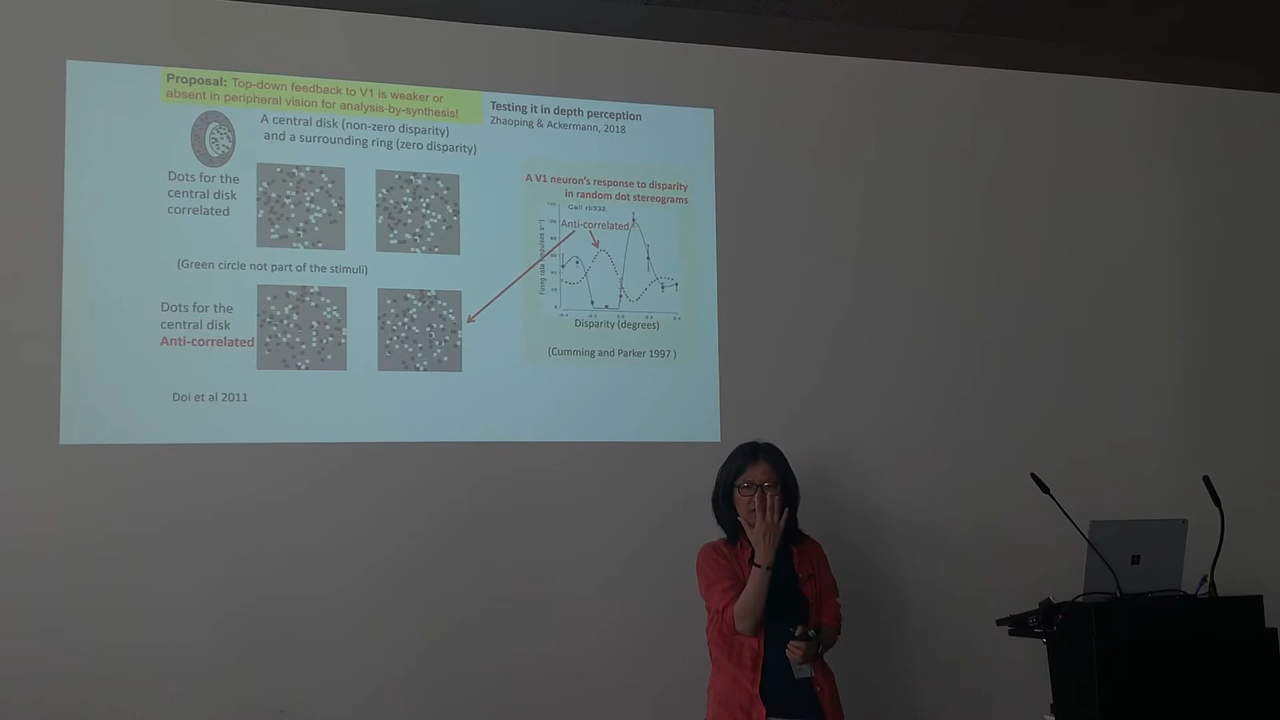 Proposal: Top-down feedback to V1 is weaker or
absent in peripheral vision for analysis-by-synthesis!
Testing it in depth perception
Zhaoping & Ackermann, 2018
A central disk (non-zero disparity)
and a surrounding ring (zero disparity)
Dots for the
central disk
correlated
(Green circle not part of the stimuli)
Dots for the
central disk
Anti-correlated
Doi et al 2011
A V1 neuron's response to disparity
in random dot stereograms
Cell rb332
Anti-correlated
Disparity (degrees)
(Cumming and Parker 1997 )